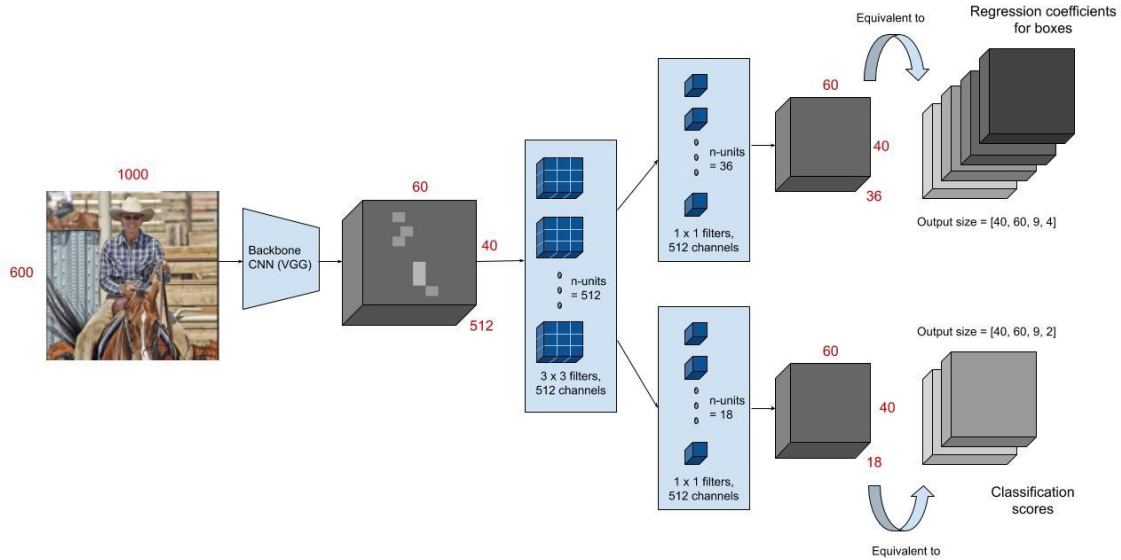 1000
600
Backbone
CNN (VGG)
60
40
512
n-units
= 512
3 x 3 filters,
512 channels
n-units
= 36
1 x 1 filters,
512 channels
60
40
36
Equivalent to
Regression coefficients
for boxes
Output size = [40, 60, 9, 4]
n-units
= 18
1 x 1 filters,
512 channels
60
40
18
Output size = [40, 60, 9, 2]
Classification
scores
Equivalent to